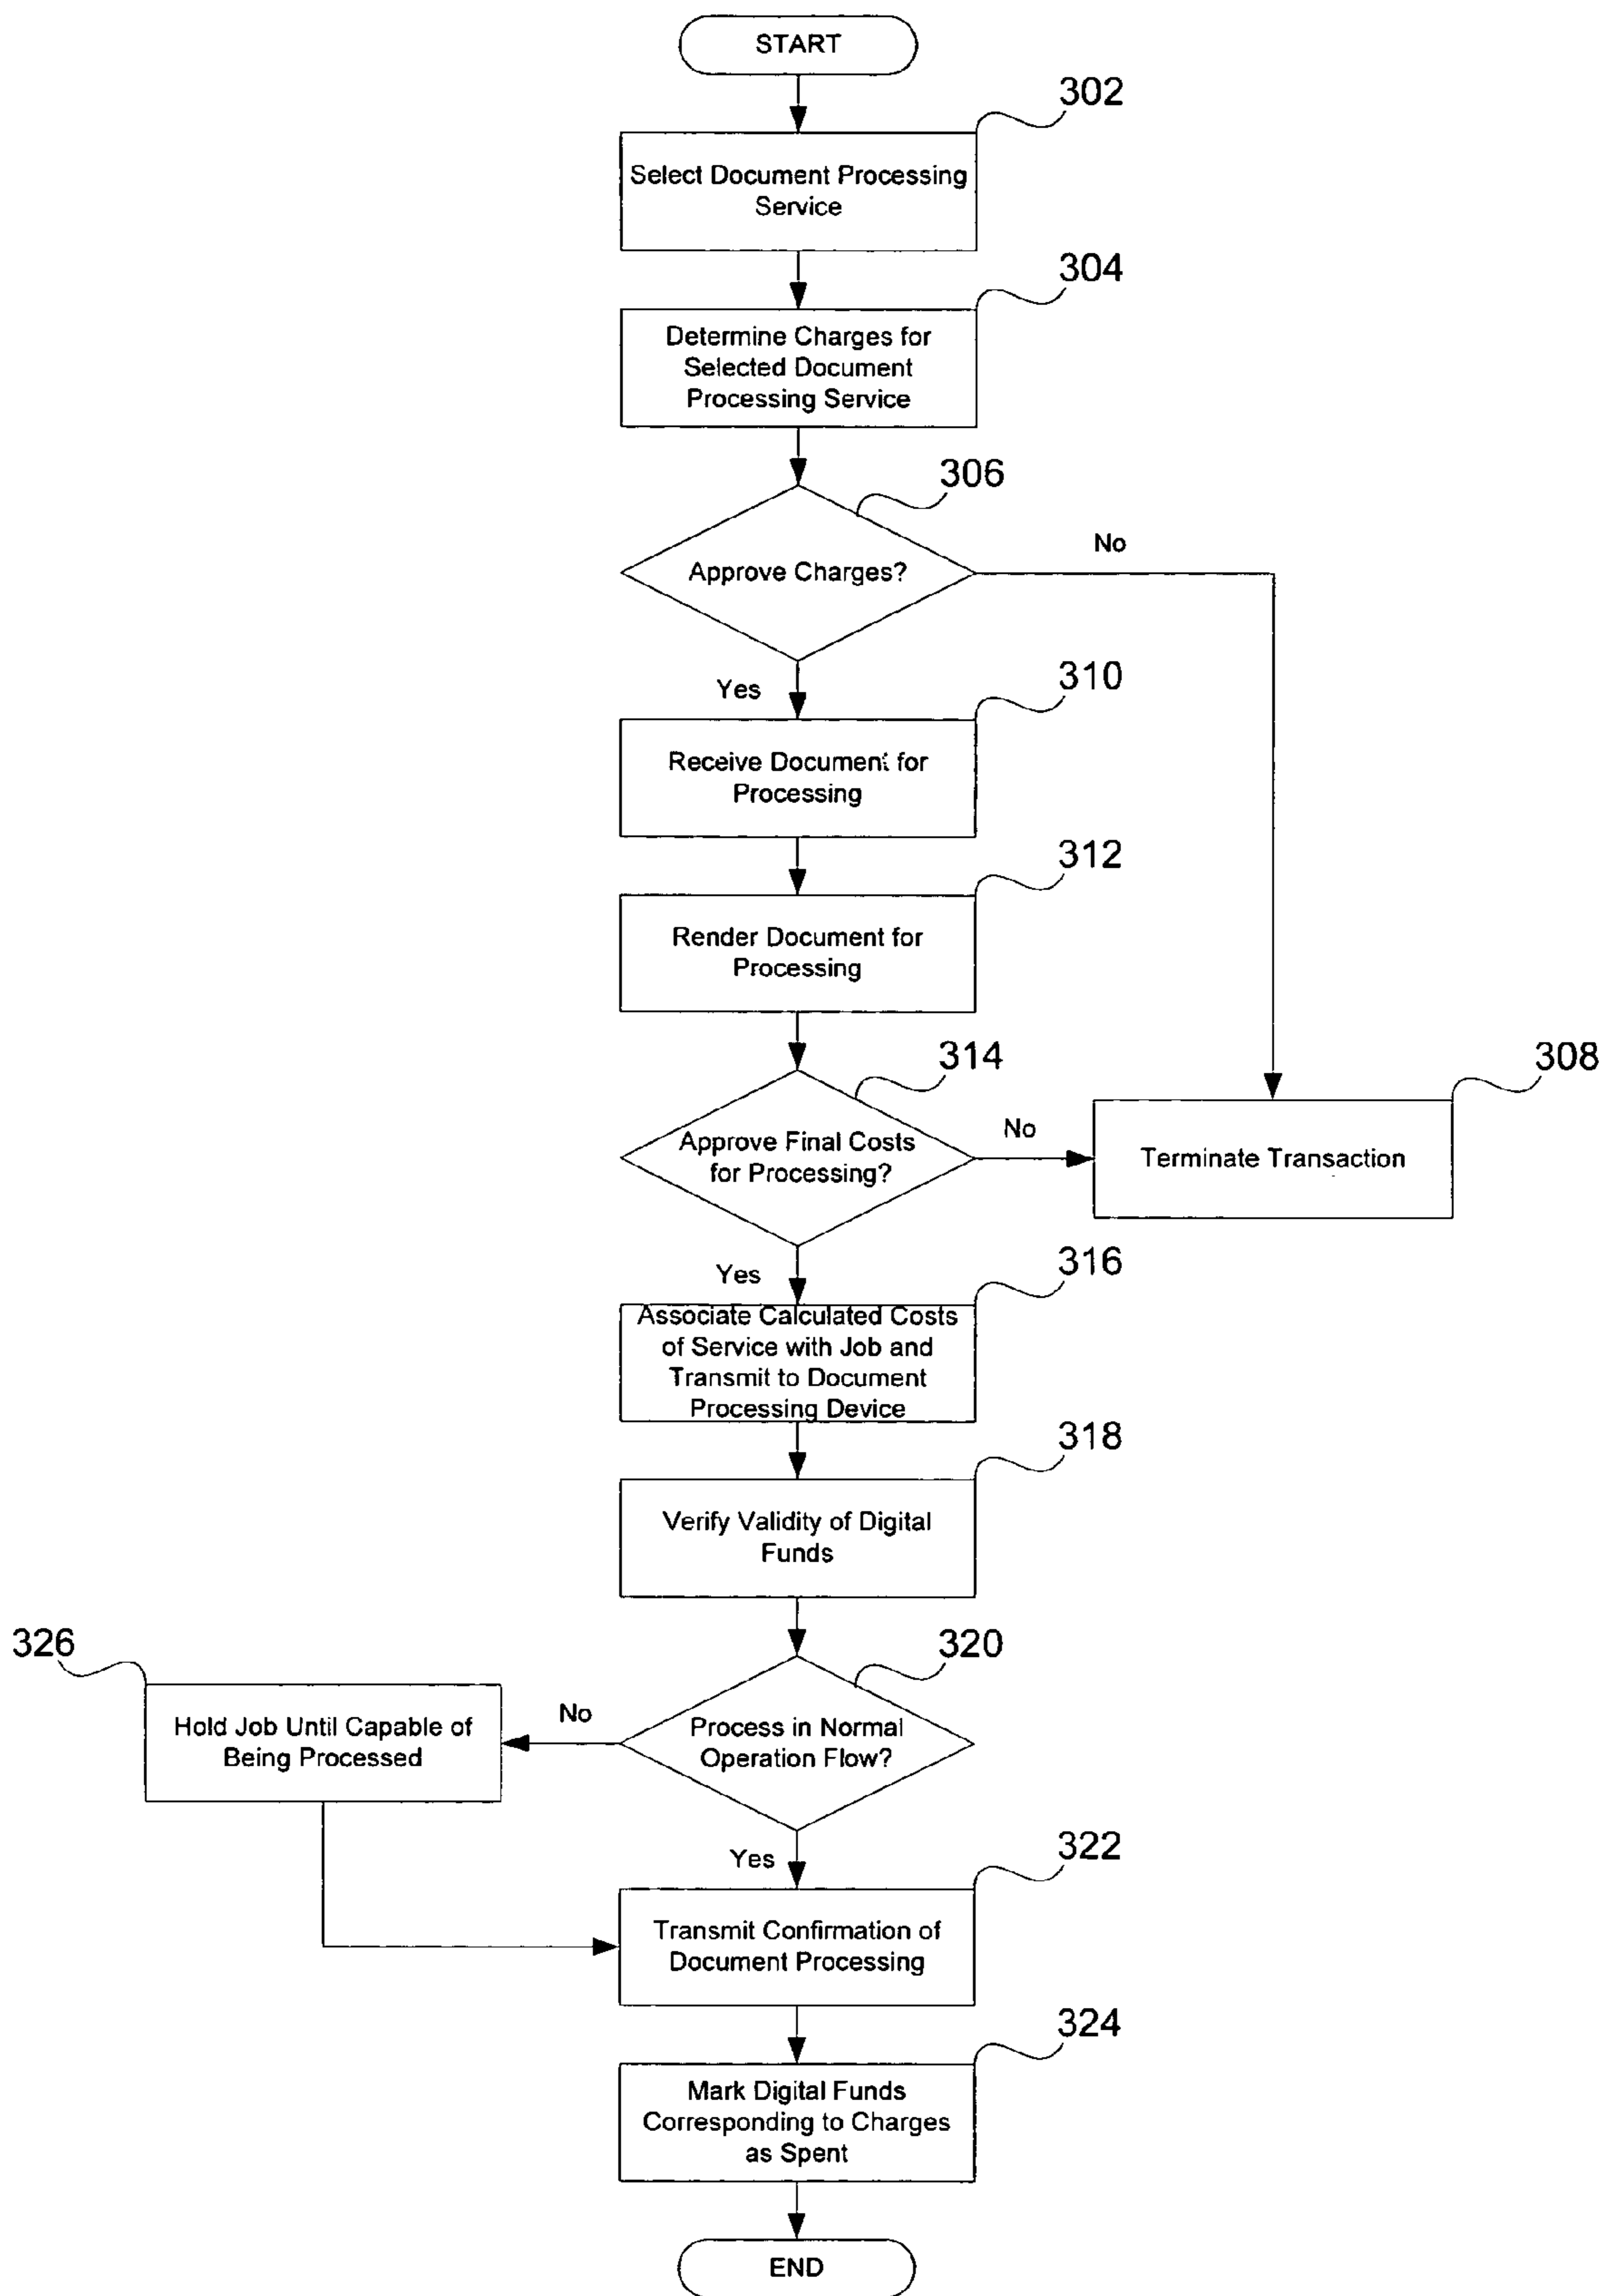 START
302
Select Document Processing
Service
304
Determine Charges for
Selected Document
Processing Service
306
Approve Charges?
No
Yes
310
Receive Document for
Processing
312
Render Document for
Processing
314
Approve Final Costs
for Processing?
No
308
Terminate Transaction
Yes
316
Associate Calculated Costs
of Service with Job and
Transmit to Document
Processing Device
318
Verify Validity of Digital
Funds
320
Process in Normal
Operation Flow?
No
326
Hold Job Until Capable of
Being Processed
Yes
322
Transmit Confirmation of
Document Processing
324
Mark Digital Funds
Corresponding to Charges
as Spent
END